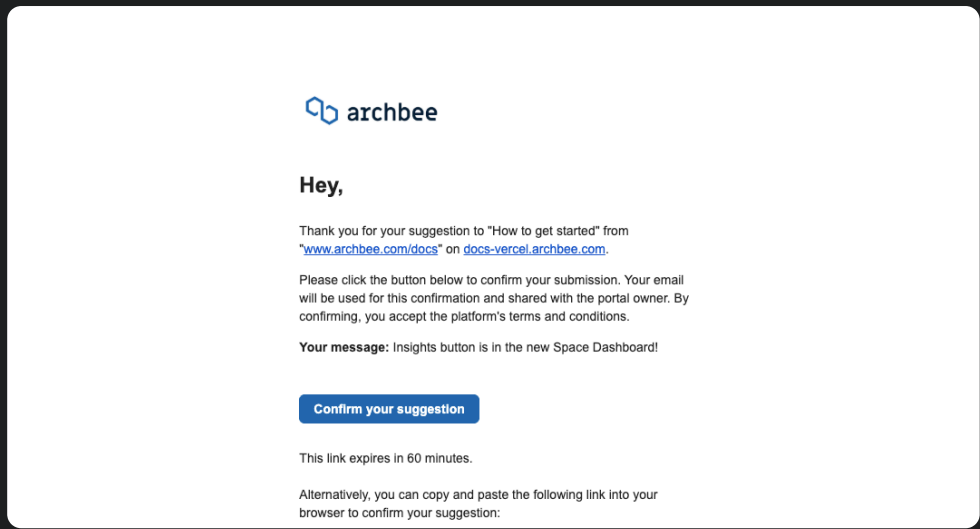 archbee
Hey,
Thank you for your suggestion to "How to get started" from
"www.archbee.com/docs" on docs-vercel.archbee.com.
Please click the button below to confirm your submission. Your email
will be used for this confirmation and shared with the portal owner. By
confirming, you accept the platform's terms and conditions.
Your message: Insights button is in the new Space Dashboard!
Confirm your suggestion
This link expires in 60 minutes.
Alternatively, you can copy and paste the following link into your
browser to confirm your suggestion: